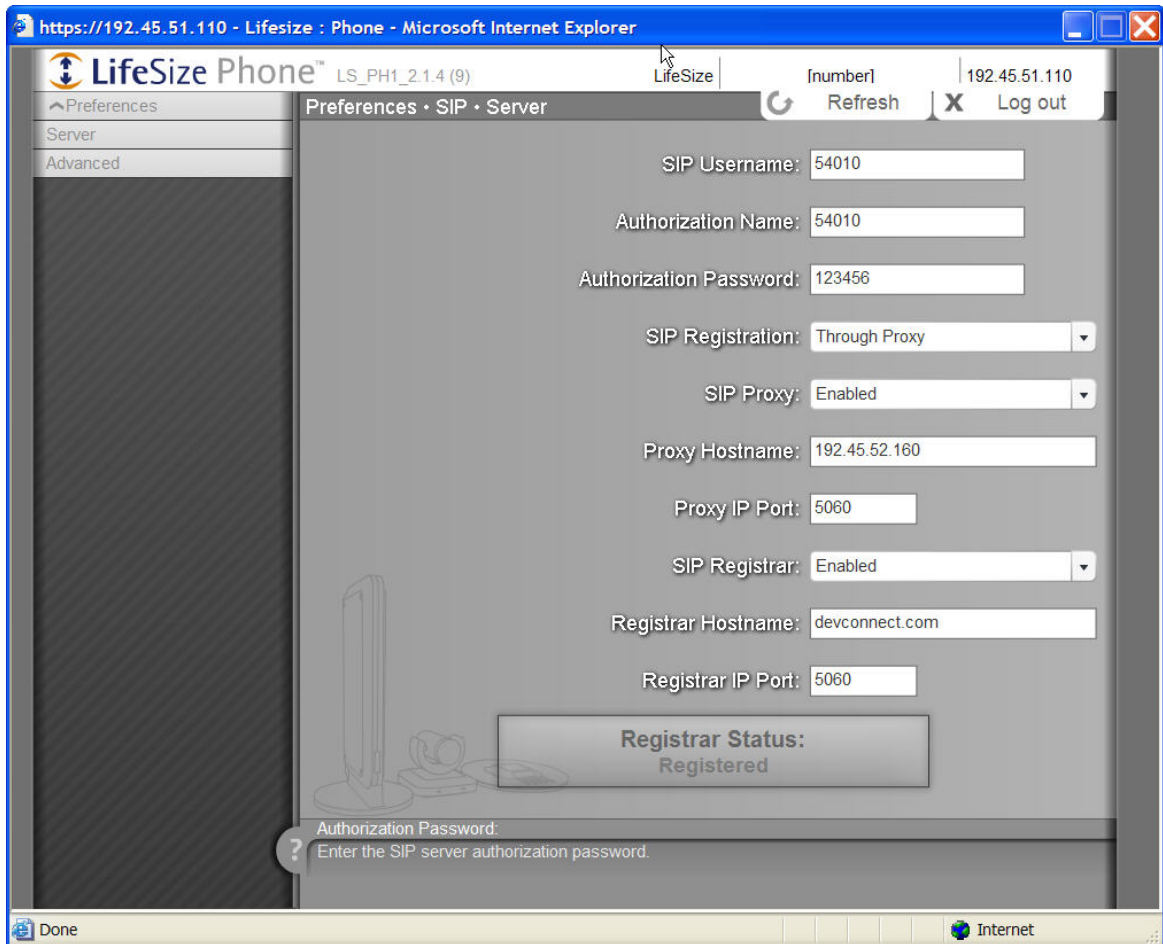 https://192.45.51.110 - Lifesize : Phone - Microsoft Internet Explorer
LifeSize Phone™ LS_PH1_2.1.4 (9) LifeSize [number] 192.45.51.110
Preferences
Preferences • SIP • Server
Refresh
X Log out
Server
Advanced
SIP Username: 54010
Authorization Name: 54010
Authorization Password: 123456
SIP Registration: Through Proxy
SIP Proxy: Enabled
Proxy Hostname: 192.45.52.160
Proxy IP Port: 5060
SIP Registrar: Enabled
Registrar Hostname: devconnect.com
Registrar IP Port: 5060
Registrar Status:
Registered
Authorization Password:
? Enter the SIP server authorization password.
Done
Internet